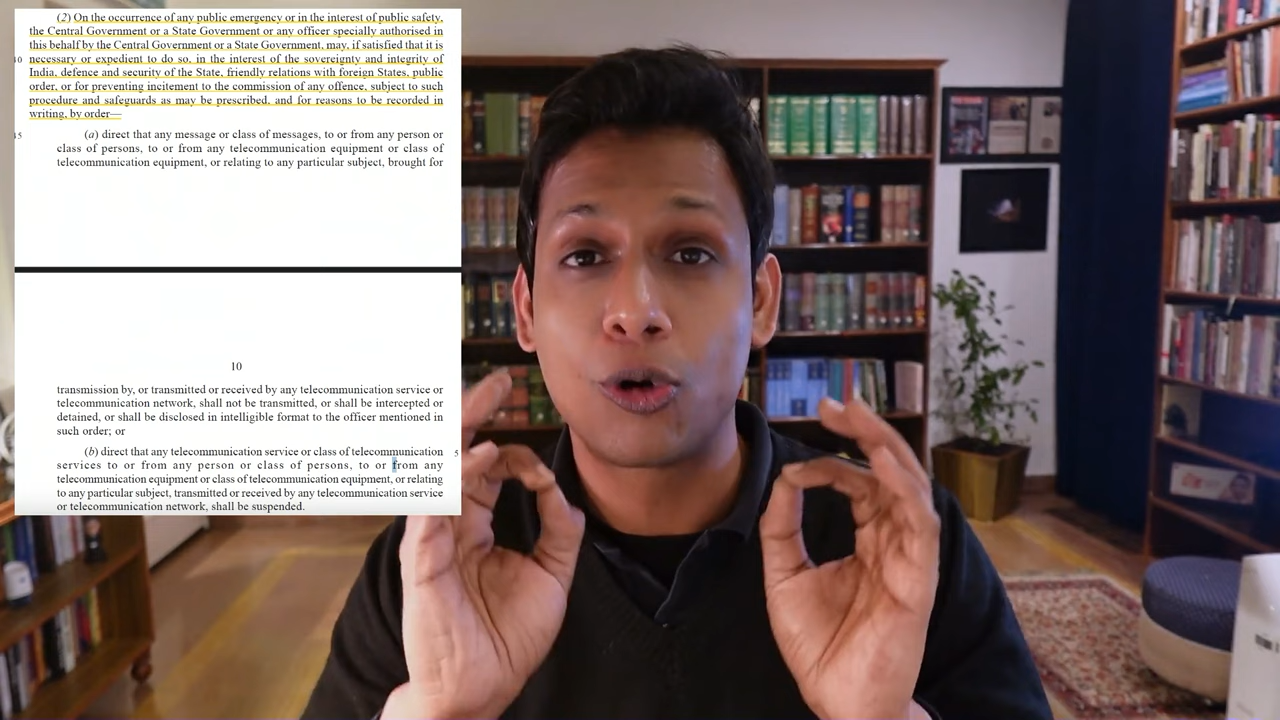 (2) On the occurrence of any public emergency or in the interest of public safety,
the Central Government or a State Government or any officer specially authorised in
this behalf by the Central Government or a State Government, may, if satisfied that it is
necessary or expedient to do so, in the interest of the sovereignty and integrity of
India, defence and security of the State, friendly relations with foreign States, public
order, or for preventing incitement to the commission of any offence, subject to such
procedure and safeguards as may be prescribed, and for reasons to be recorded in
writing, by order—
(a) direct that any message or class of messages, to or from any person or
class of persons, to or from any telecommunication equipment or class of
telecommunication equipment, or relating to any particular subject, brought for
10
transmission by, or transmitted or received by any telecommunication service or
telecommunication network, shall not be transmitted, or shall be intercepted or
detained, or shall be disclosed in intelligible format to the officer mentioned in
such order; or
(b) direct that any telecommunication service or class of telecommunication 5
services to or from any person or class of persons, to or from any
telecommunication equipment or class of telecommunication equipment, or relating
to any particular subject, transmitted or received by any telecommunication service
or telecommunication network, shall be suspended.